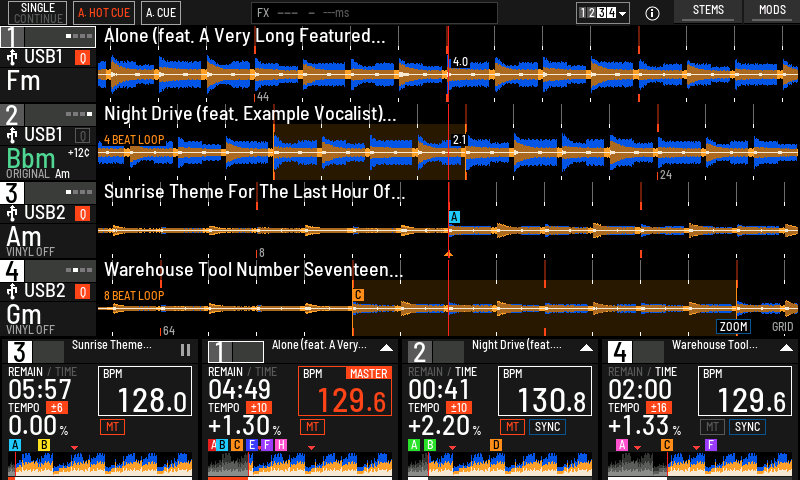 SINGLE
CONTINUE
A. HOT CUE
A. CUE
FX --- - ---ms
1 2 3 4
STEMS
MODS
1
USB1 0
Fm
Alone (feat. A Very Long Featured...
4.0
44
2
USB1 0
Bbm +12¢
ORIGINAL Am
Night Drive (feat. Example Vocalist)...
4 BEAT LOOP
2.1
24
3
USB2 0
Am
VINYL OFF
Sunrise Theme For The Last Hour Of...
A
8
4
USB2 0
Gm
VINYL OFF
Warehouse Tool Number Seventeen...
8 BEAT LOOP
C
64
ZOOM GRID
3 Sunrise Theme...
REMAIN / TIME
05:57
TEMPO ±6
0.00 %
BPM
128.0
MT
A B
1 Alone (feat. A Very...
REMAIN / TIME
04:49
TEMPO ±10
+1.30 %
BPM MASTER
129.6
MT
A B C E F H
2 Night Drive (feat....
REMAIN / TIME
00:41
TEMPO ±10
+2.20 %
BPM
130.8
MT SYNC
A B D
4 Warehouse Tool...
REMAIN / TIME
02:00
TEMPO ±16
+1.33 %
BPM
129.6
MT SYNC
A C F